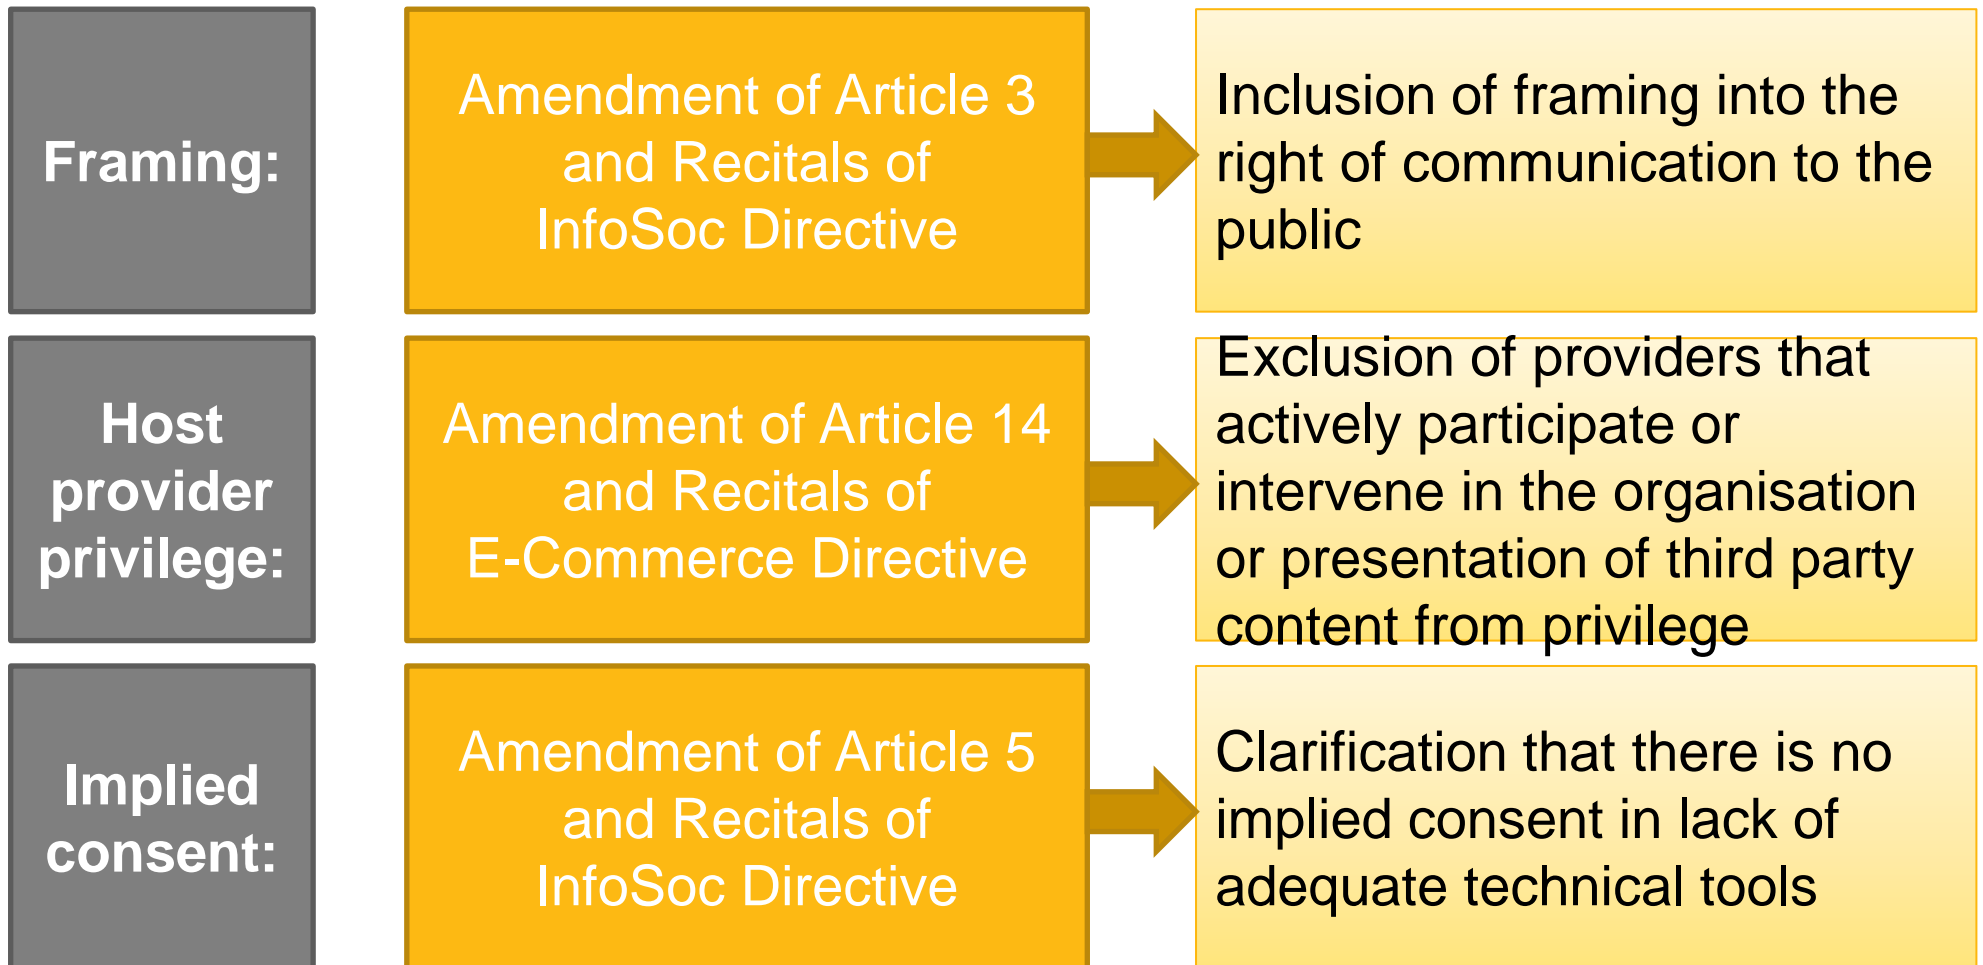 Framing:
Amendment of Article 3
and Recitals of
InfoSoc Directive
Inclusion of framing into the
right of communication to the
public
Host
provider
privilege:
Amendment of Article 14
and Recitals of
E-Commerce Directive
Exclusion of providers that
actively participate or
intervene in the organisation
or presentation of third party
content from privilege
Implied
consent:
Amendment of Article 5
and Recitals of
InfoSoc Directive
Clarification that there is no
implied consent in lack of
adequate technical tools